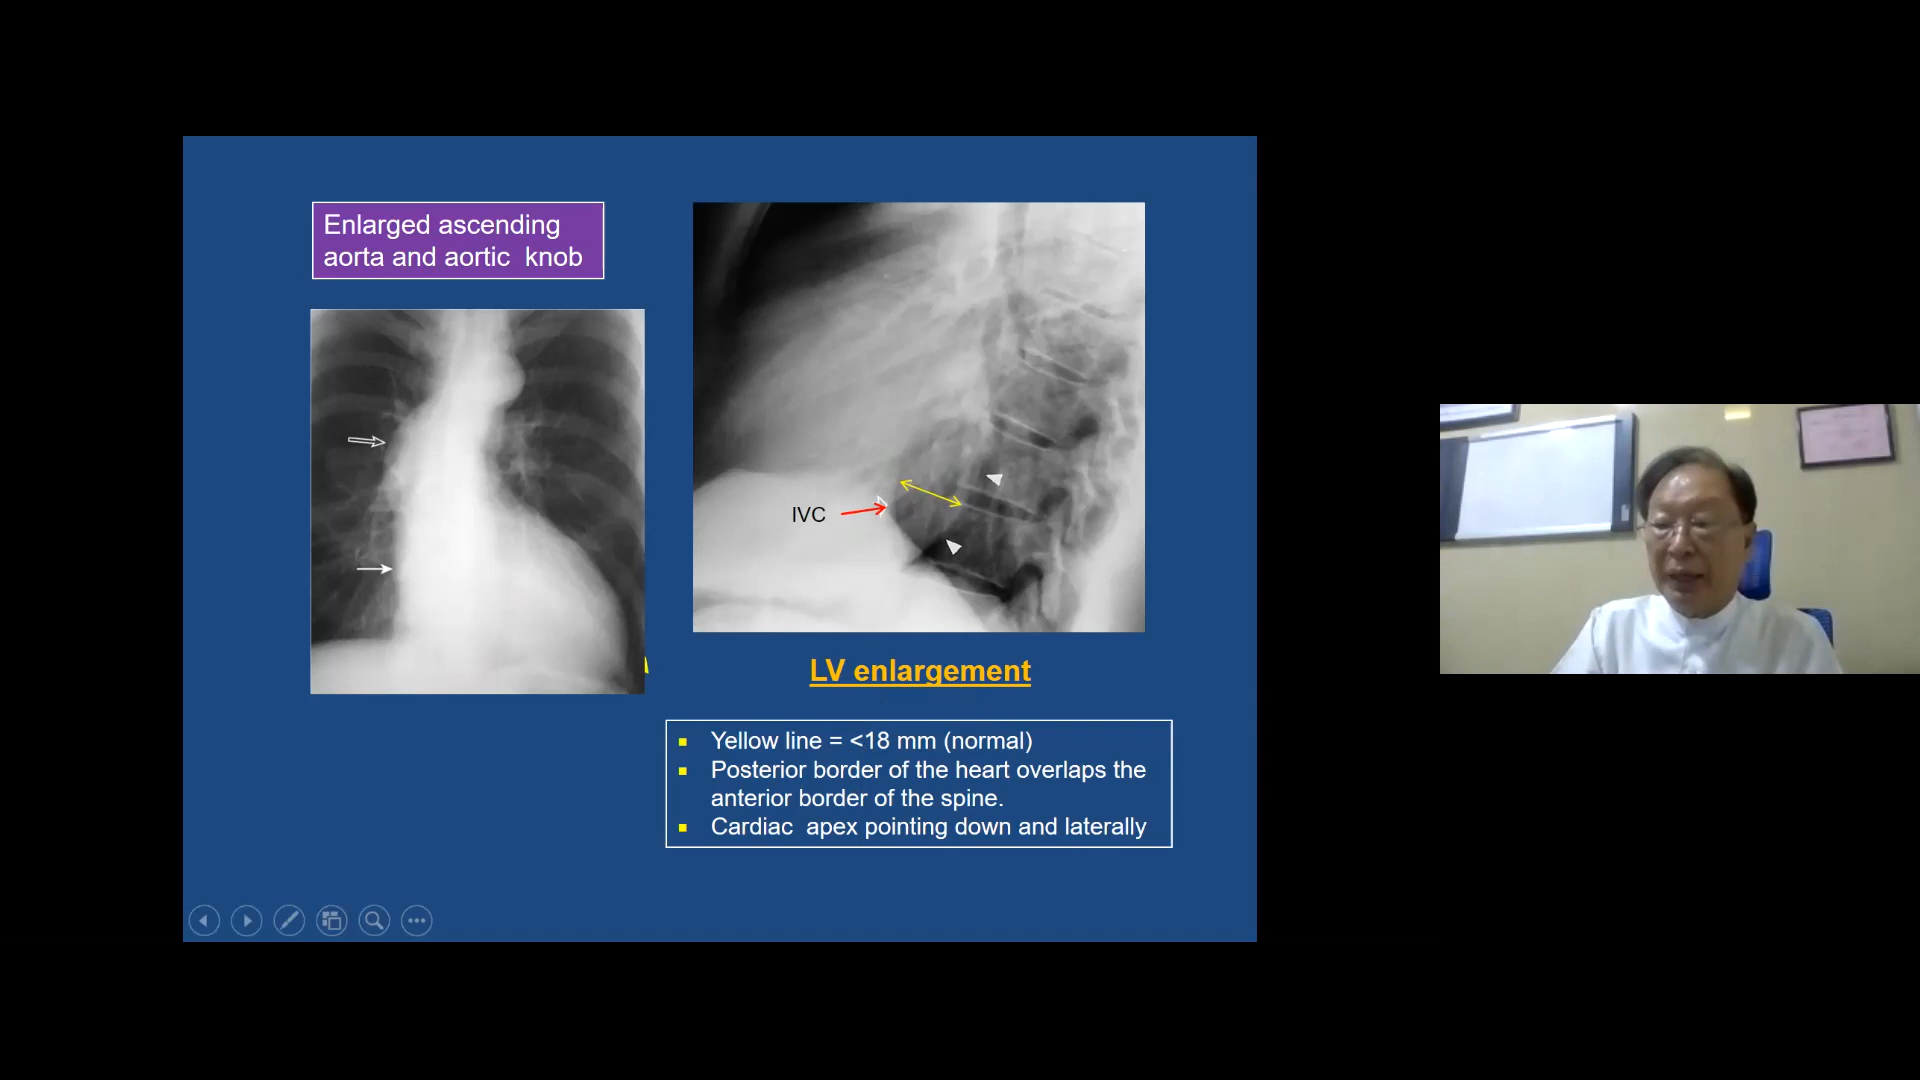 Enlarged ascending
aorta and aortic knob
IVC
LV enlargement
Yellow line = <18 mm (normal)
Posterior border of the heart overlaps the
anterior border of the spine.
Cardiac apex pointing down and laterally